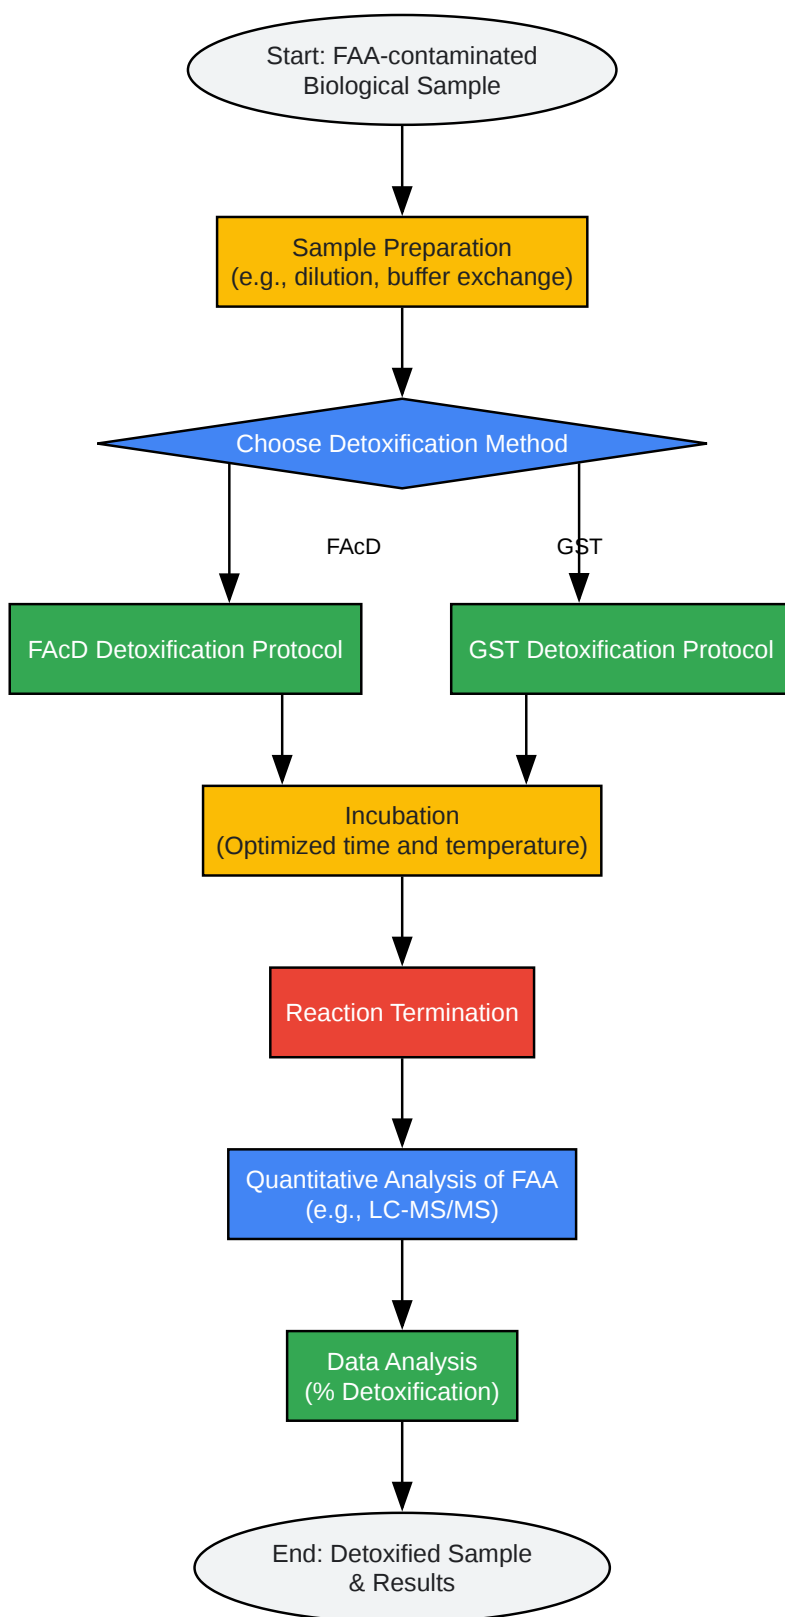 Start: FAA-contaminated
Biological Sample
Sample Preparation
(e.g., dilution, buffer exchange)
Choose Detoxification Method
FAcD
GST
FAcD Detoxification Protocol
GST Detoxification Protocol
Incubation
(Optimized time and temperature)
Reaction Termination
Quantitative Analysis of FAA
(e.g., LC-MS/MS)
Data Analysis
(% Detoxification)
End: Detoxified Sample
& Results